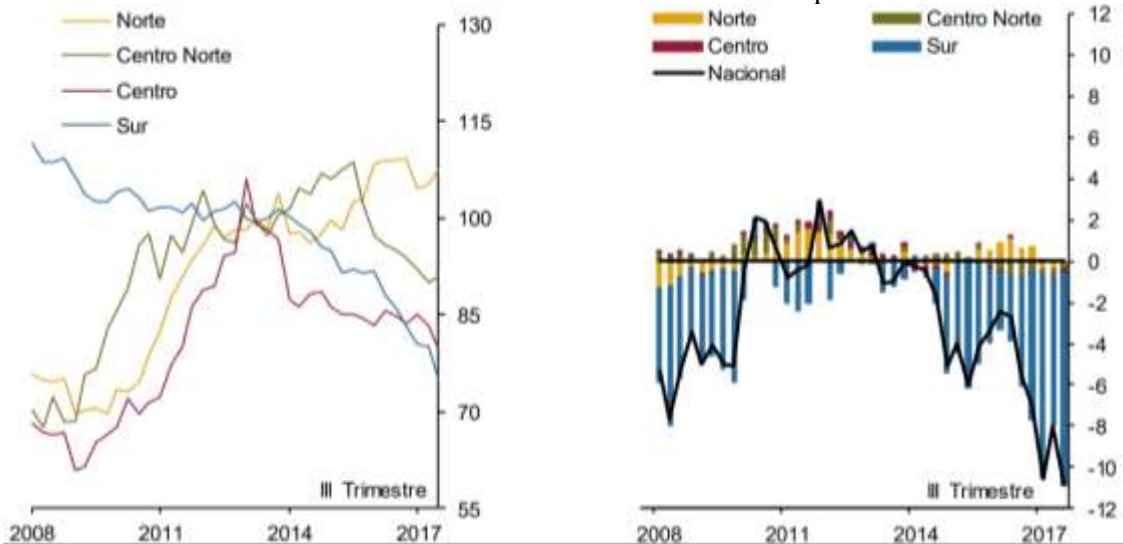 Norte
Centro Norte
Centro
Sur
130
115
100
85
70
55
III Trimestre
2008 2011 2014 2017
Norte Centro Norte
Centro Sur
Nacional
12
10
8
6
4
2
0
-2
-4
-6
-8
-10
-12
III Trimestre
2008 2011 2014 2017